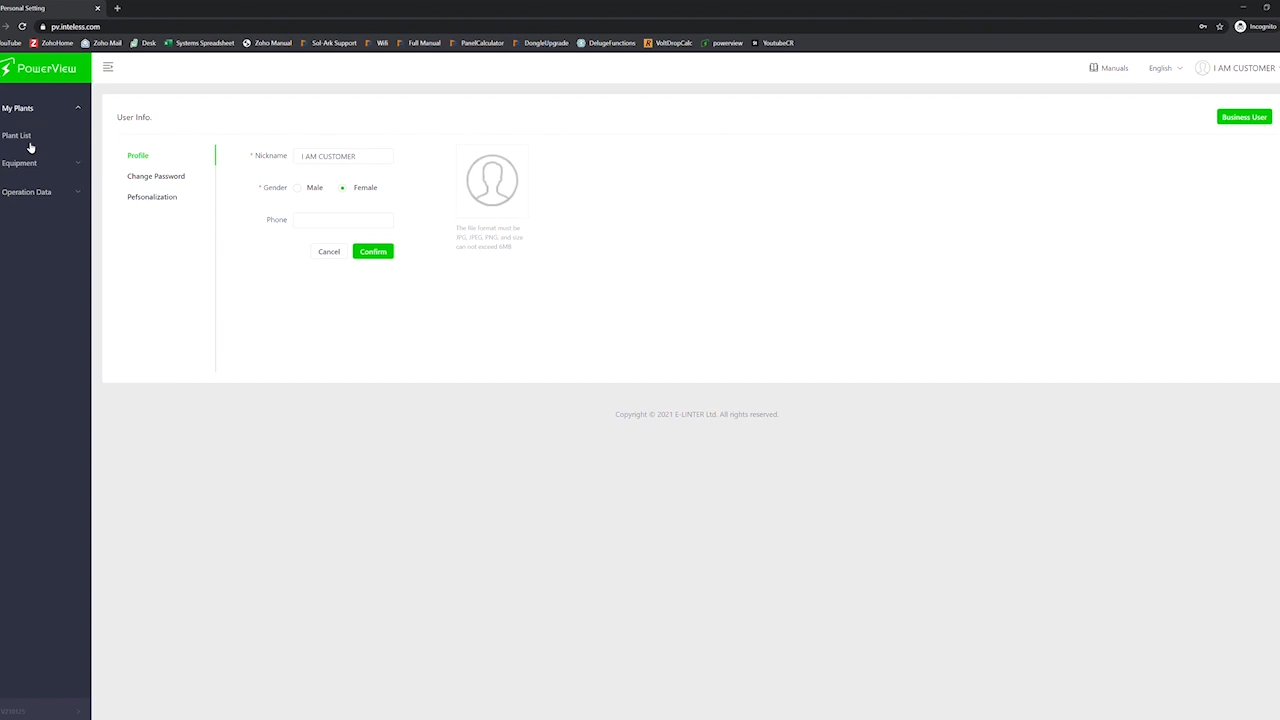 Personal Setting
pv.inteless.com
Incognito
YouTube
ZohoHome
Zoho Mail
Desk
Systems Spreadsheet
Zoho Manual
Sol-Ark Support
Wifi
Full Manual
PanelCalculator
DongleUpgrade
DelugeFunctions
VoltDropCalc
powerview
YoutubeCR
PowerView
Manuals
English
I AM CUSTOMER
My Plants
Plant List
Equipment
Operation Data
User Info.
Business User
Profile
Change Password
Pefsonalization
* Nickname
I AM CUSTOMER
* Gender
Male
Female
Phone
Cancel
Confirm
The file format must be
JPG, JPEG, PNG, and size
can not exceed 6MB
Copyright © 2021 E-LINTER Ltd. All rights reserved.